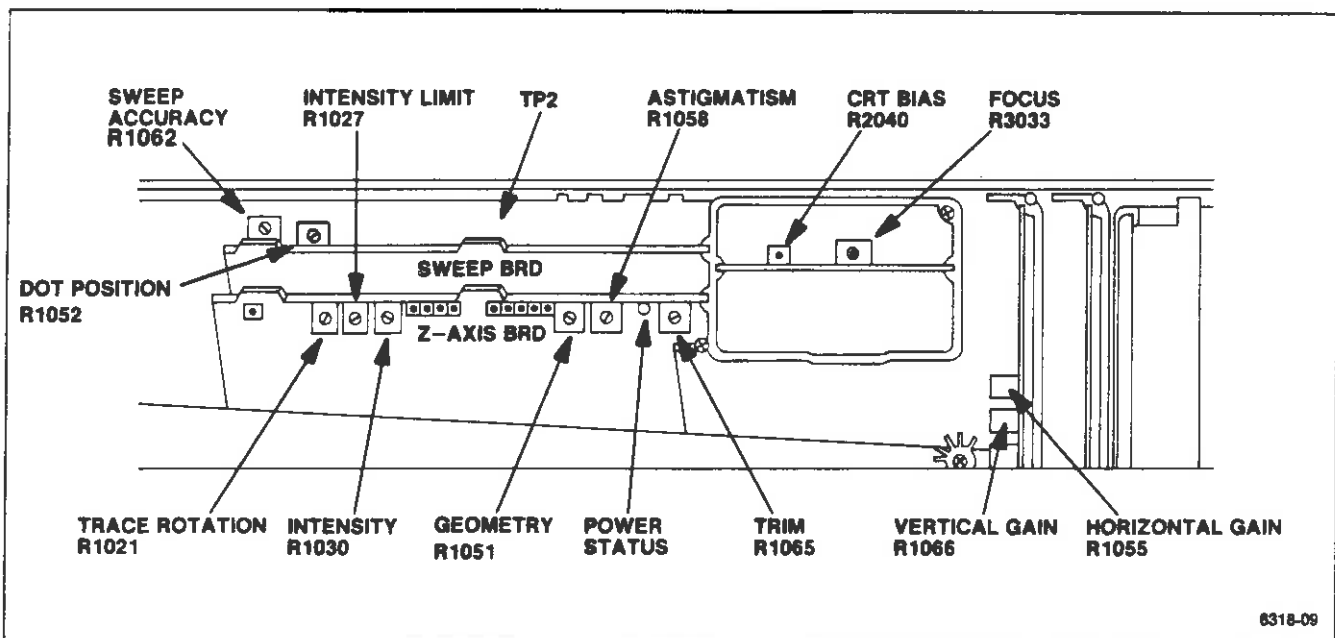 SWEEP
ACCURACY
R1062
INTENSITY LIMIT
R1027
TP2
ASTIGMATISM
R1058
CRT BIAS
R2040
FOCUS
R3033
SWEEP BRD
DOT POSITION
R1052
Z-AXIS BRD
TRACE ROTATION
R1021
INTENSITY
R1030
GEOMETRY
R1051
POWER
STATUS
TRIM
R1065
VERTICAL GAIN
R1066
HORIZONTAL GAIN
R1055
6318-09